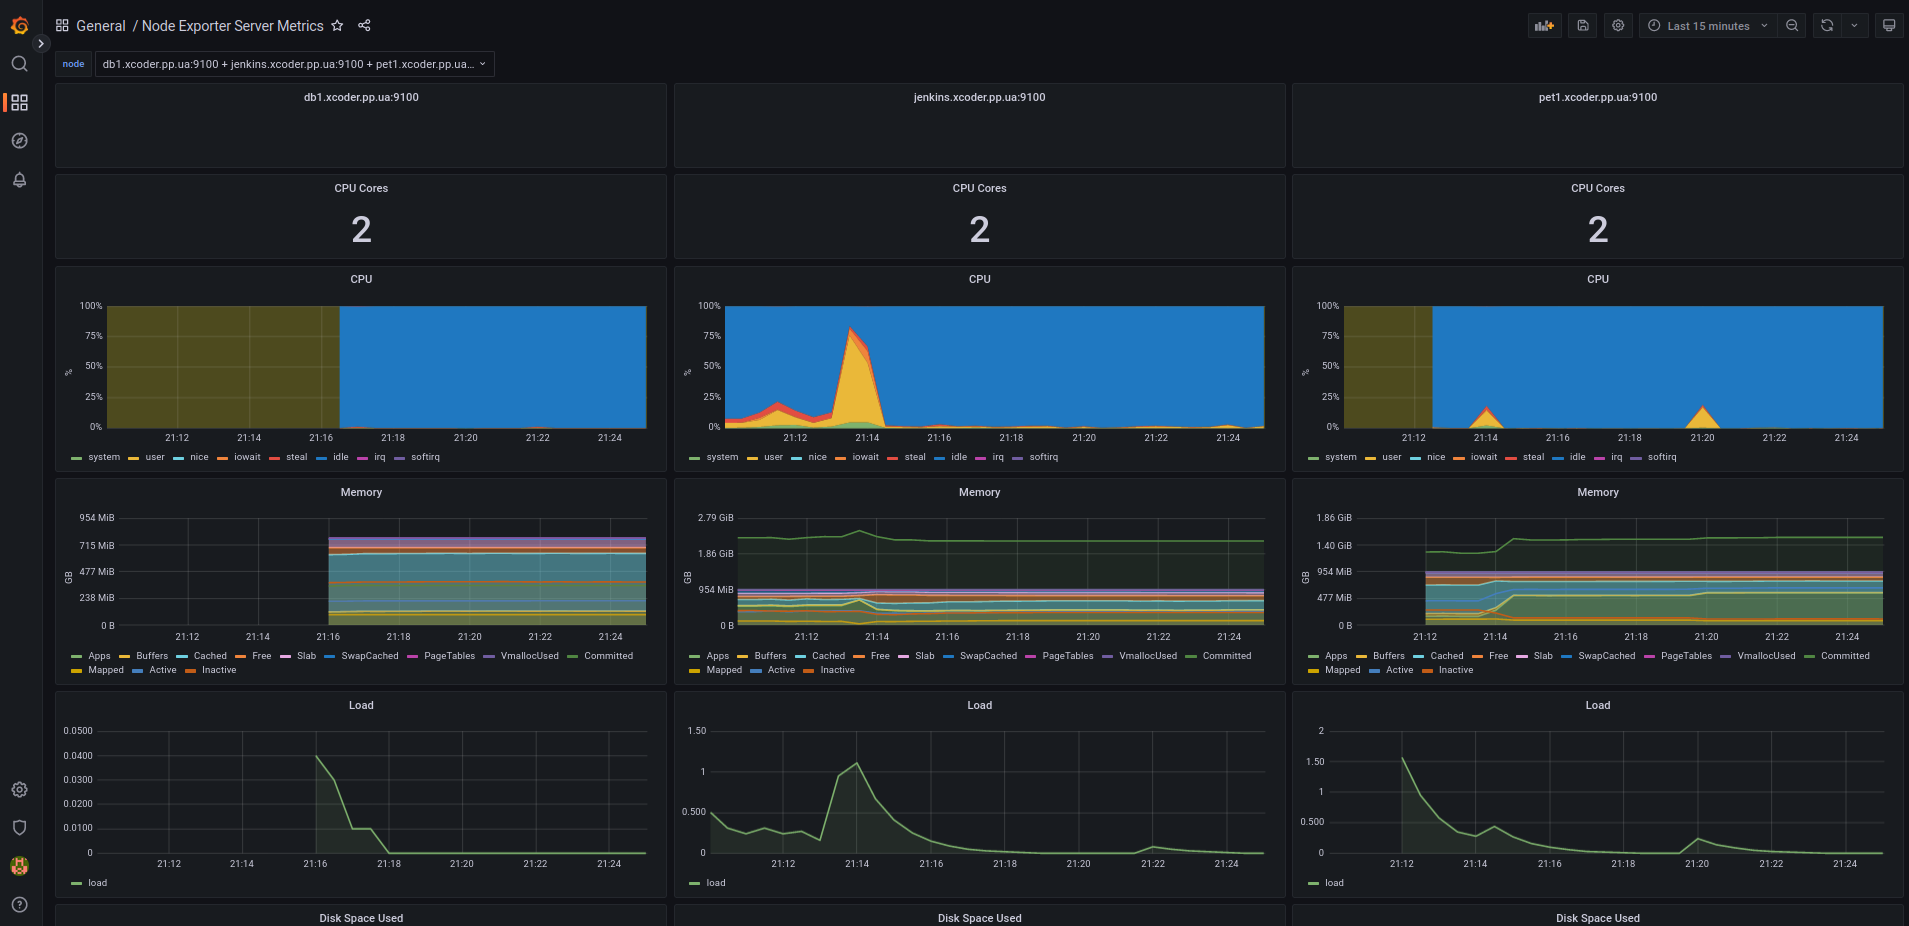 General / Node Exporter Server Metrics
Last 15 minutes
node db1.xcoder.pp.ua:9100 + jenkins.xcoder.pp.ua:9100 + pet1.xcoder.pp.ua...
db1.xcoder.pp.ua:9100
jenkins.xcoder.pp.ua:9100
pet1.xcoder.pp.ua:9100
CPU Cores
2
CPU Cores
2
CPU Cores
2
CPU
100%
75%
50%
25%
0%
%
21:12 21:14 21:16 21:18 21:20 21:22 21:24
system user nice iowait steal idle irq softirq
CPU
100%
75%
50%
25%
0%
%
21:12 21:14 21:16 21:18 21:20 21:22 21:24
system user nice iowait steal idle irq softirq
CPU
100%
75%
50%
25%
0%
%
21:12 21:14 21:16 21:18 21:20 21:22 21:24
system user nice iowait steal idle irq softirq
Memory
954 MiB
715 MiB
477 MiB
238 MiB
0 B
GB
21:12 21:14 21:16 21:18 21:20 21:22 21:24
Apps Buffers Cached Free Slab SwapCached PageTables VmallocUsed Committed
Mapped Active Inactive
Memory
2.79 GiB
1.86 GiB
954 MiB
0 B
GB
21:12 21:14 21:16 21:18 21:20 21:22 21:24
Apps Buffers Cached Free Slab SwapCached PageTables VmallocUsed Committed
Mapped Active Inactive
Memory
1.86 GiB
1.40 GiB
954 MiB
477 MiB
0 B
GB
21:12 21:14 21:16 21:18 21:20 21:22 21:24
Apps Buffers Cached Free Slab SwapCached PageTables VmallocUsed Committed
Mapped Active Inactive
Load
0.0500
0.0400
0.0300
0.0200
0.0100
0
21:12 21:14 21:16 21:18 21:20 21:22 21:24
load
Load
1.50
1
0.500
0
21:12 21:14 21:16 21:18 21:20 21:22 21:24
load
Load
2
1.50
1
0.500
0
21:12 21:14 21:16 21:18 21:20 21:22 21:24
load
Disk Space Used
Disk Space Used
Disk Space Used